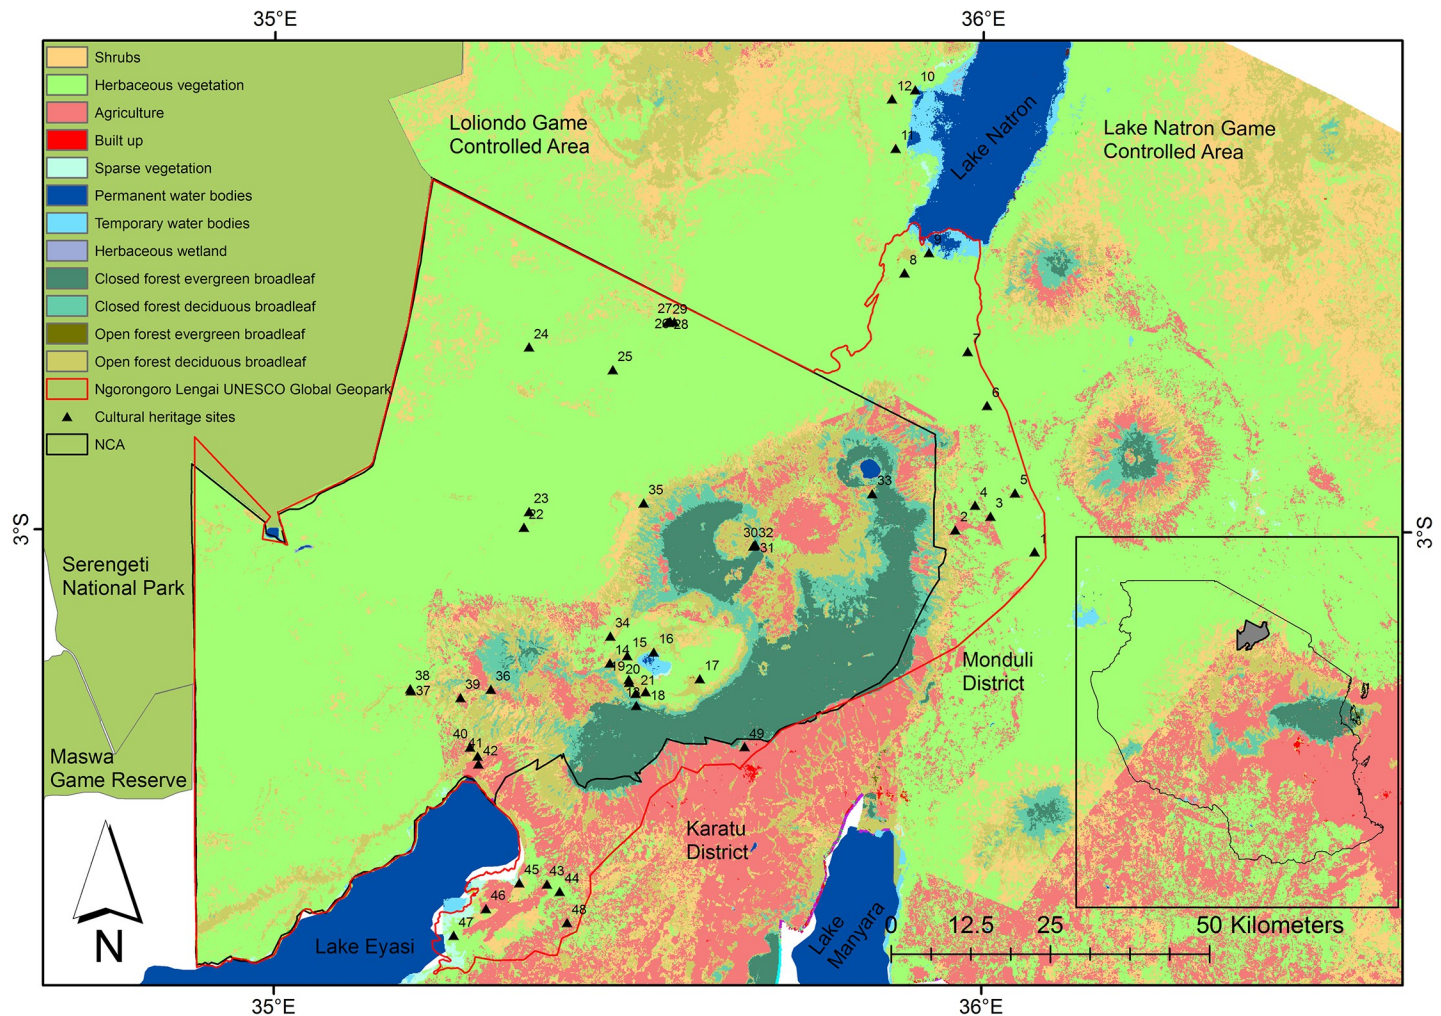 35°E
36°E
Shrubs
Herbaceous vegetation
Agriculture
Built up
Sparse vegetation
Permanent water bodies
Temporary water bodies
Herbaceous wetland
Closed forest evergreen broadleaf
Closed forest deciduous broadleaf
Open forest evergreen broadleaf
Open forest deciduous broadleaf
Ngorongoro Lengai UNESCO Global Geopark
Cultural heritage sites
NCA
Loliondo Game
Controlled Area
Lake Natron
Lake Natron Game
Controlled Area
10
12
11
9
8
7
6
27
29
26
28
24
25
5
4
3
2
1
33
35
23
22
30
32
31
3°S
3°S
Serengeti
National Park
34
15
16
14
19
20
17
21
13
18
38
37
39
36
40
41
42
49
Monduli
District
Maswa
Game Reserve
Karatu
District
45
43
44
46
48
47
Lake Eyasi
Lake
Manyara
0 12.5 25 50 Kilometers
N
35°E
36°E